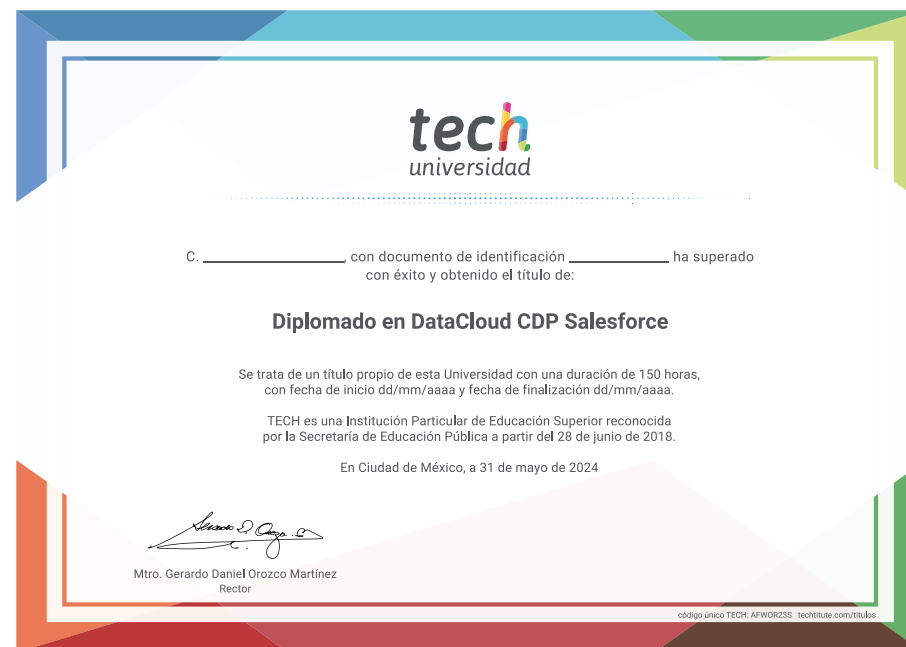 tech
universidad
C. ____________________, con documento de identificación ______________ ha superado
con éxito y obtenido el título de:
Diplomado en DataCloud CDP Salesforce
Se trata de un título propio de esta Universidad con una duración de 150 horas,
con fecha de inicio dd/mm/aaaa y fecha de finalización dd/mm/aaaa.
TECH es una Institución Particular de Educación Superior reconocida
por la Secretaría de Educación Pública a partir del 28 de junio de 2018.
En Ciudad de México, a 31 de mayo de 2024
Mtro. Gerardo Daniel Orozco Martínez
Rector
código único TECH: AFWOR23S techtitute.com/titulos